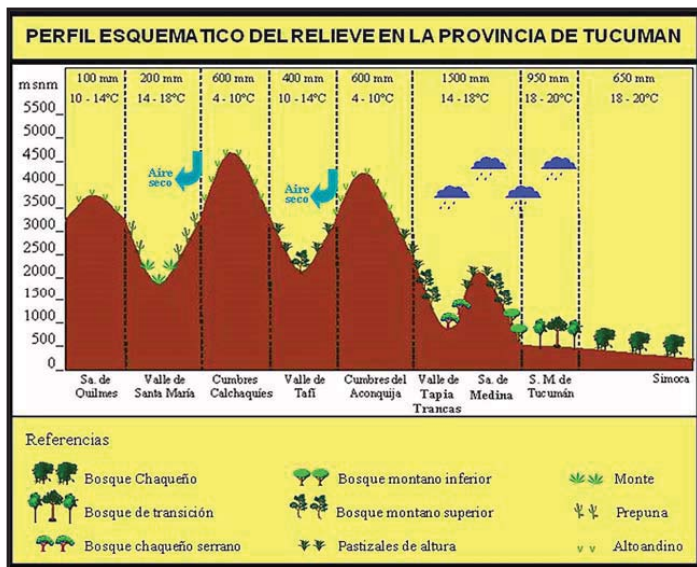 PERFIL ESQUEMATICO DEL RELIEVE EN LA PROVINCIA DE TUCUMAN
100 mm 200 mm 600 mm 400 mm 600 mm 1500 mm 950 mm 650 mm
10 - 14°C 14 - 18°C 4 - 10°C 10 - 14°C 4 - 10°C 14 - 18°C 18 - 20°C 18 - 20°C
msnm
5500
5000
4500
4000
3500
3000
2500
2000
1500
1000
500
0
Aire
seco
Aire
seco
Sa. de
Quilmes
Valle de
Santa María
Cumbres
Calchaquíes
Valle de
Tafí
Cumbres del
Aconquija
Valle de
Tapia
Trancas
Sa. de
Medina
S. M de
Tucumán
Simoca
Referencias
Bosque Chaqueño
Bosque de transición
Bosque chaqueño serrano
Bosque montano inferior
Bosque montano superior
Pastizales de altura
Monte
Prepuna
Altoandino